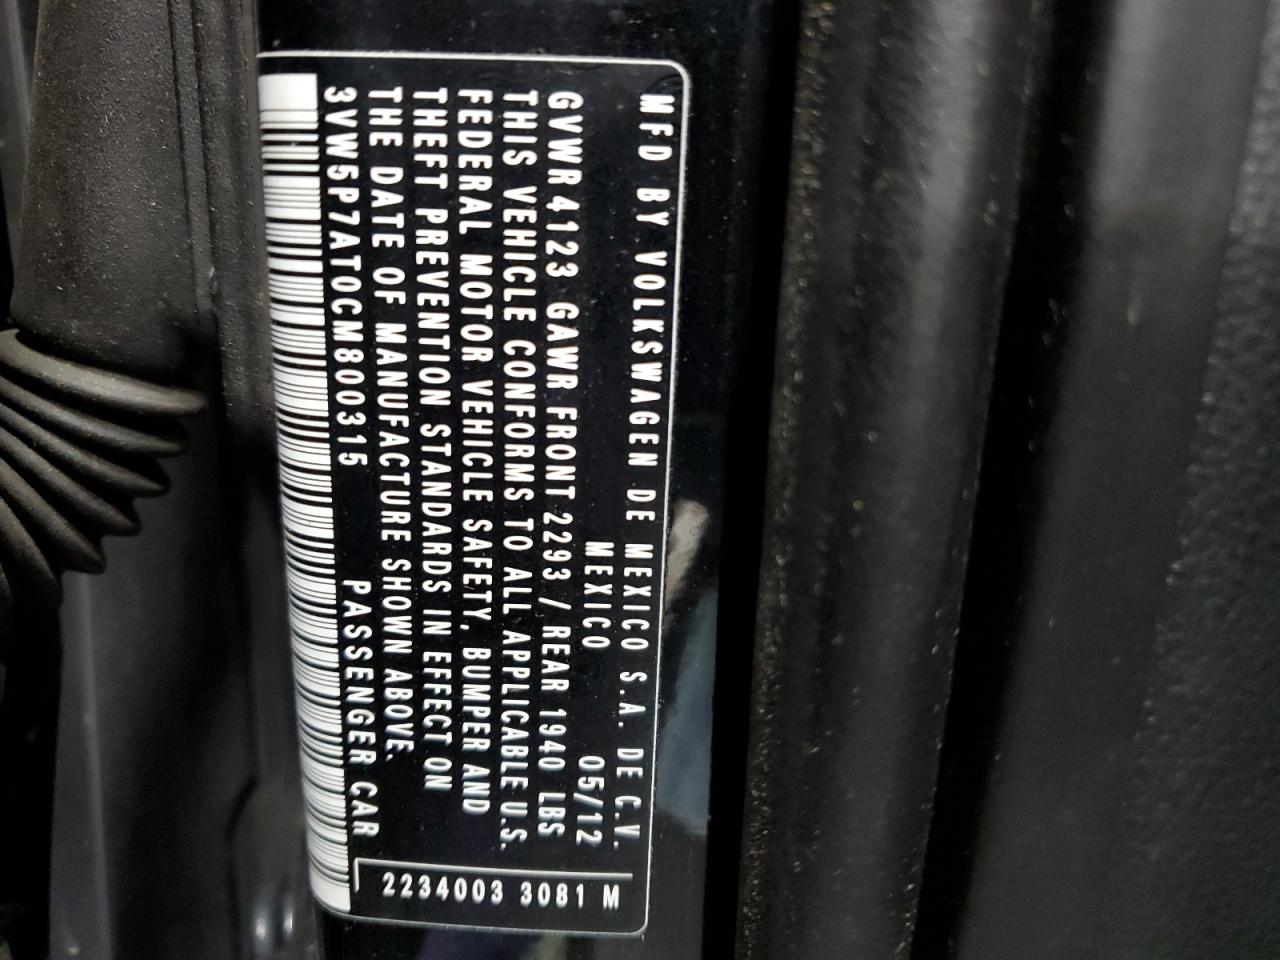 MFD BY VOLKSWAGEN DE MEXICO S.A. DE C.V.
MEXICO 05/12
GVWR 4123 GAWR FRONT 2293 / REAR 1940 LBS
THIS VEHICLE CONFORMS TO ALL APPLICABLE U.S.
FEDERAL MOTOR VEHICLE SAFETY, BUMPER AND
THEFT PREVENTION STANDARDS IN EFFECT ON
THE DATE OF MANUFACTURE SHOWN ABOVE.
3VW5P7AT0CM800315 PASSENGER CAR
2234003 3081 M